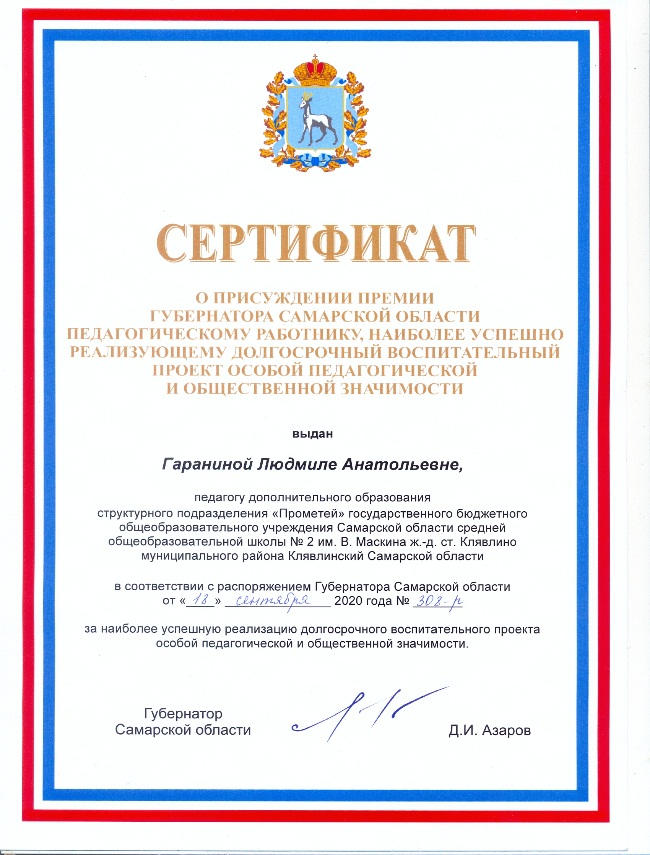 СЕРТИФИКАТ
О ПРИСУЖДЕНИИ ПРЕМИИ
ГУБЕРНАТОРА САМАРСКОЙ ОБЛАСТИ
ПЕДАГОГИЧЕСКОМУ РАБОТНИКУ, НАИБОЛЕЕ УСПЕШНО
РЕАЛИЗУЮЩЕМУ ДОЛГОСРОЧНЫЙ ВОСПИТАТЕЛЬНЫЙ
ПРОЕКТ ОСОБОЙ ПЕДАГОГИЧЕСКОЙ
И ОБЩЕСТВЕННОЙ ЗНАЧИМОСТИ
выдан
Гараниной Людмиле Анатольевне,
педагогу дополнительного образования
структурного подразделения «Прометей» государственного бюджетного
общеобразовательного учреждения Самарской области средней
общеобразовательной школы № 2 им. В. Маскина ж.-д. ст. Клявлино
муниципального района Клявлинский Самарской области
в соответствии с распоряжением Губернатора Самарской области
от «18» сентября 2020 года № 308-р
за наиболее успешную реализацию долгосрочного воспитательного проекта
особой педагогической и общественной значимости.
Губернатор
Самарской области
Д.И. Азаров